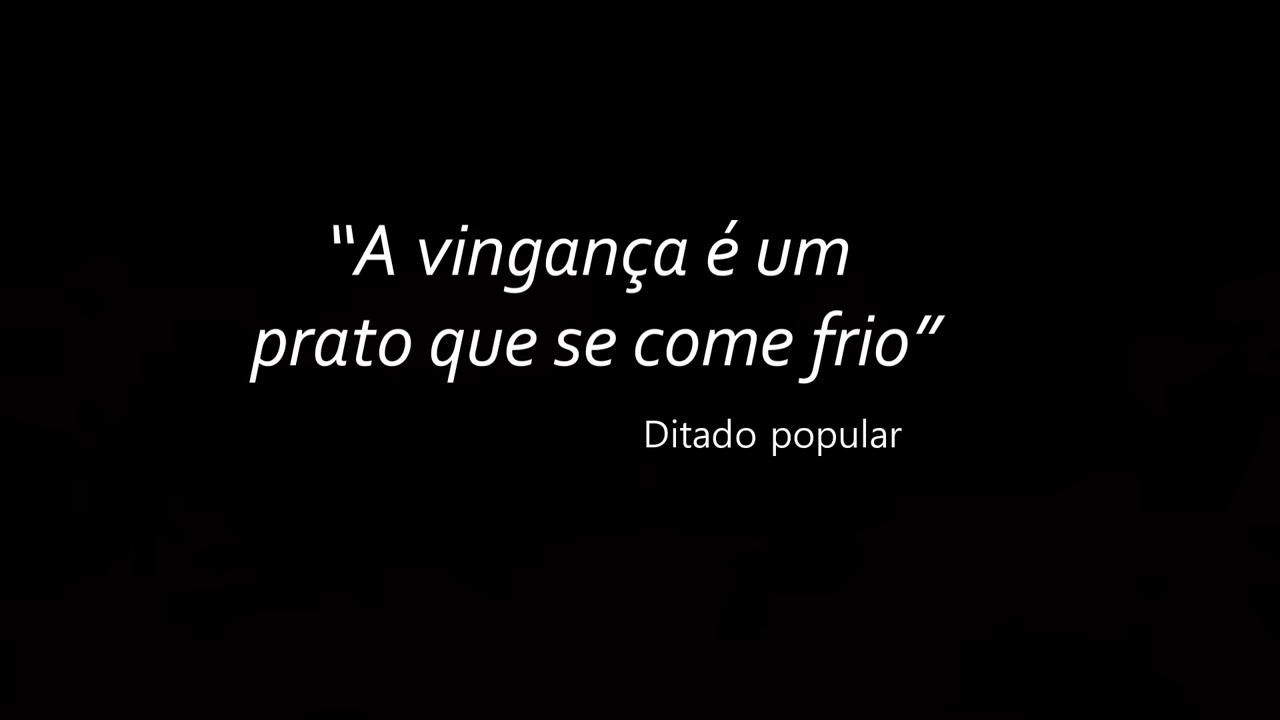 “A vingança é um
prato que se come frio”
Ditado popular